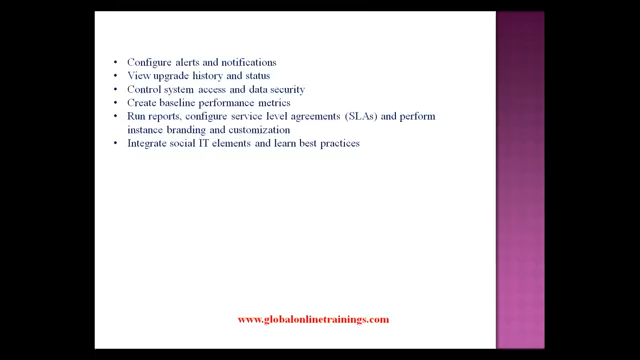 • Configure alerts and notifications
• View upgrade history and status
• Control system access and data security
• Create baseline performance metrics
• Run reports, configure service level agreements (SLAs) and perform
instance branding and customization
• Integrate social IT elements and learn best practices
www.globalonlinetrainings.com